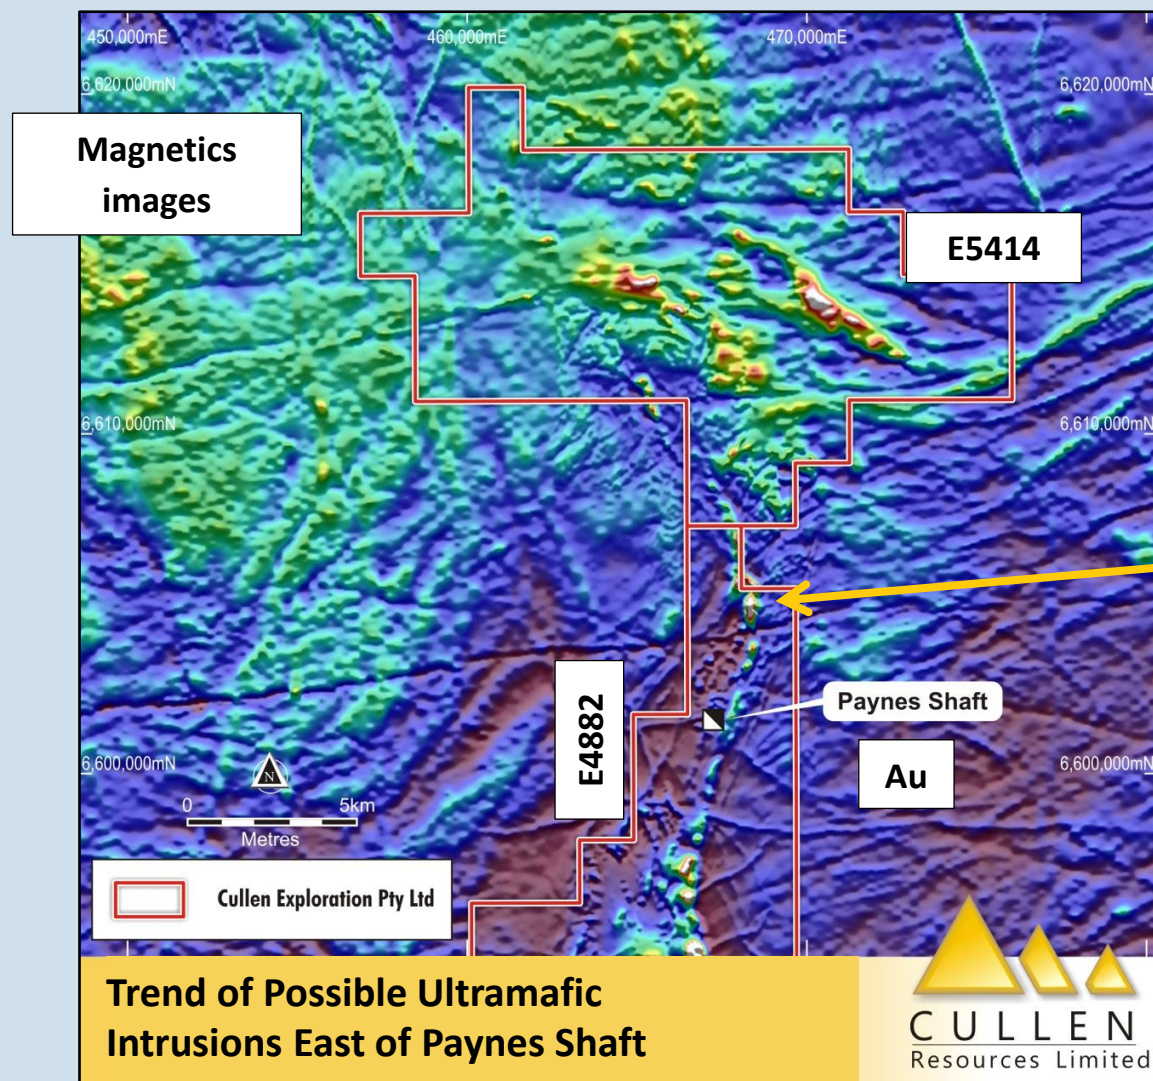 450,000mE
460,000mE
470,000mE
6,620,000mN
6,620,000mN
Magnetics
images
E5414
6,610,000mN
6,610,000mN
E4882
Paynes Shaft
Au
6,600,000mN
6,600,000mN
N
0
5km
Metres
Cullen Exploration Pty Ltd
Trend of Possible Ultramafic
Intrusions East of Paynes Shaft
CULLEN
Resources Limited